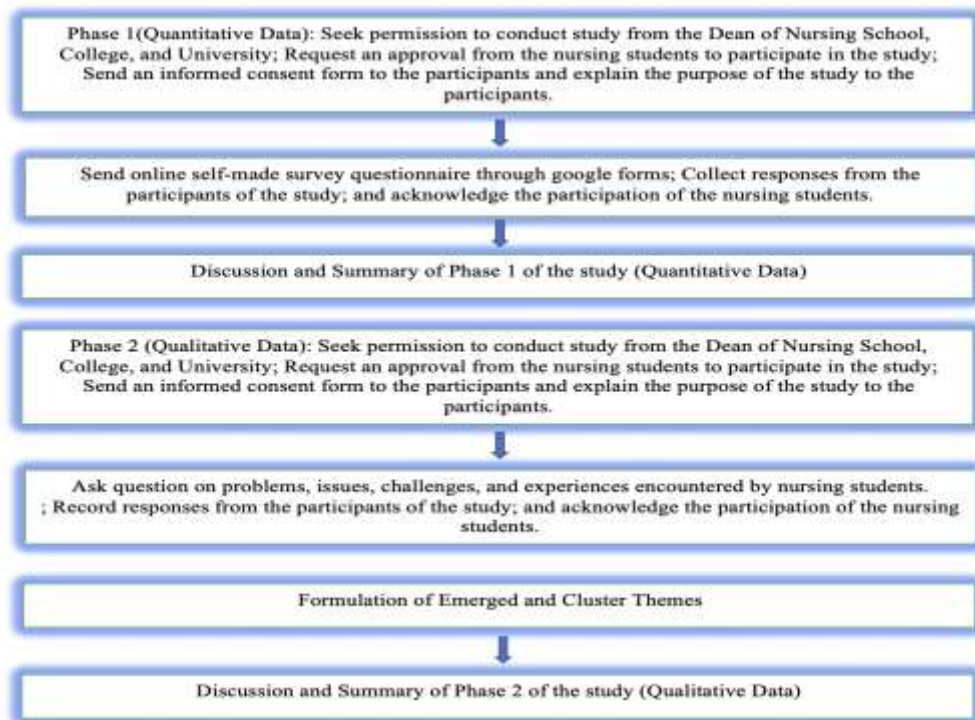 Phase 1(Quantitative Data): Seek permission to conduct study from the Dean of Nursing School,
College, and University; Request an approval from the nursing students to participate in the study;
Send an informed consent form to the participants and explain the purpose of the study to the
participants.
Send online self-made survey questionnaire through google forms; Collect responses from the
participants of the study; and acknowledge the participation of the nursing students.
Discussion and Summary of Phase 1 of the study (Quantitative Data)
Phase 2 (Qualitative Data): Seek permission to conduct study from the Dean of Nursing School,
College, and University; Request an approval from the nursing students to participate in the study;
Send an informed consent form to the participants and explain the purpose of the study to the
participants.
Ask question on problems, issues, challenges, and experiences encountered by nursing students.
; Record responses from the participants of the study; and acknowledge the participation of the nursing
students.
Formulation of Emerged and Cluster Themes
Discussion and Summary of Phase 2 of the study (Qualitative Data)